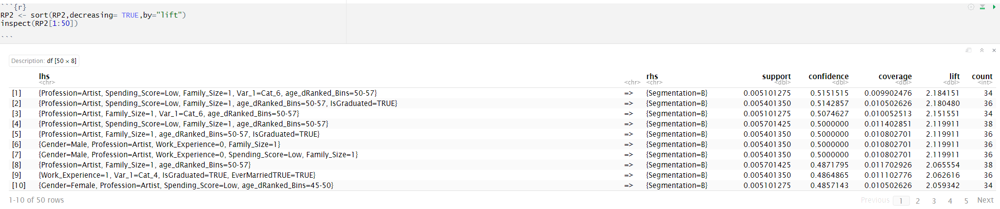 ```{r}
RP2 <- sort(RP2,decreasing= TRUE,by="lift")
inspect(RP2[1:50])
```
Description: df [50 × 8]
lhs rhs support confidence coverage lift count
<chr> <chr> <chr> <dbl> <dbl> <dbl> <dbl> <int>
[1] {Profession=Artist, Spending_Score=Low, Family_Size=1, Var_1=Cat_6, age_dRanked_Bins=50-57} => {Segmentation=B} 0.005101275 0.5151515 0.009902476 2.184151 34
[2] {Profession=Artist, Spending_Score=Low, Family_Size=1, age_dRanked_Bins=50-57, IsGraduated=TRUE} => {Segmentation=B} 0.005401350 0.5142857 0.010502626 2.180480 36
[3] {Profession=Artist, Family_Size=1, Var_1=Cat_6, age_dRanked_Bins=50-57} => {Segmentation=B} 0.005101275 0.5074627 0.010052513 2.151551 34
[4] {Profession=Artist, Spending_Score=Low, Family_Size=1, age_dRanked_Bins=50-57} => {Segmentation=B} 0.005701425 0.5000000 0.011402851 2.119911 38
[5] {Profession=Artist, Family_Size=1, age_dRanked_Bins=50-57, IsGraduated=TRUE} => {Segmentation=B} 0.005401350 0.5000000 0.010802701 2.119911 36
[6] {Gender=Male, Profession=Artist, Work_Experience=0, Family_Size=1} => {Segmentation=B} 0.005401350 0.5000000 0.010802701 2.119911 36
[7] {Gender=Male, Profession=Artist, Work_Experience=0, Spending_Score=Low, Family_Size=1} => {Segmentation=B} 0.005401350 0.5000000 0.010802701 2.119911 36
[8] {Profession=Artist, Family_Size=1, age_dRanked_Bins=50-57} => {Segmentation=B} 0.005701425 0.4871795 0.011702926 2.065554 38
[9] {Work_Experience=1, Var_1=Cat_4, IsGraduated=TRUE, EverMarriedTRUE=TRUE} => {Segmentation=B} 0.005401350 0.4864865 0.011102776 2.062616 36
[10] {Gender=Female, Profession=Artist, Spending_Score=Low, age_dRanked_Bins=45-50} => {Segmentation=B} 0.005101275 0.4857143 0.010502626 2.059342 34
1-10 of 50 rows Previous 1 2 3 4 5 Next